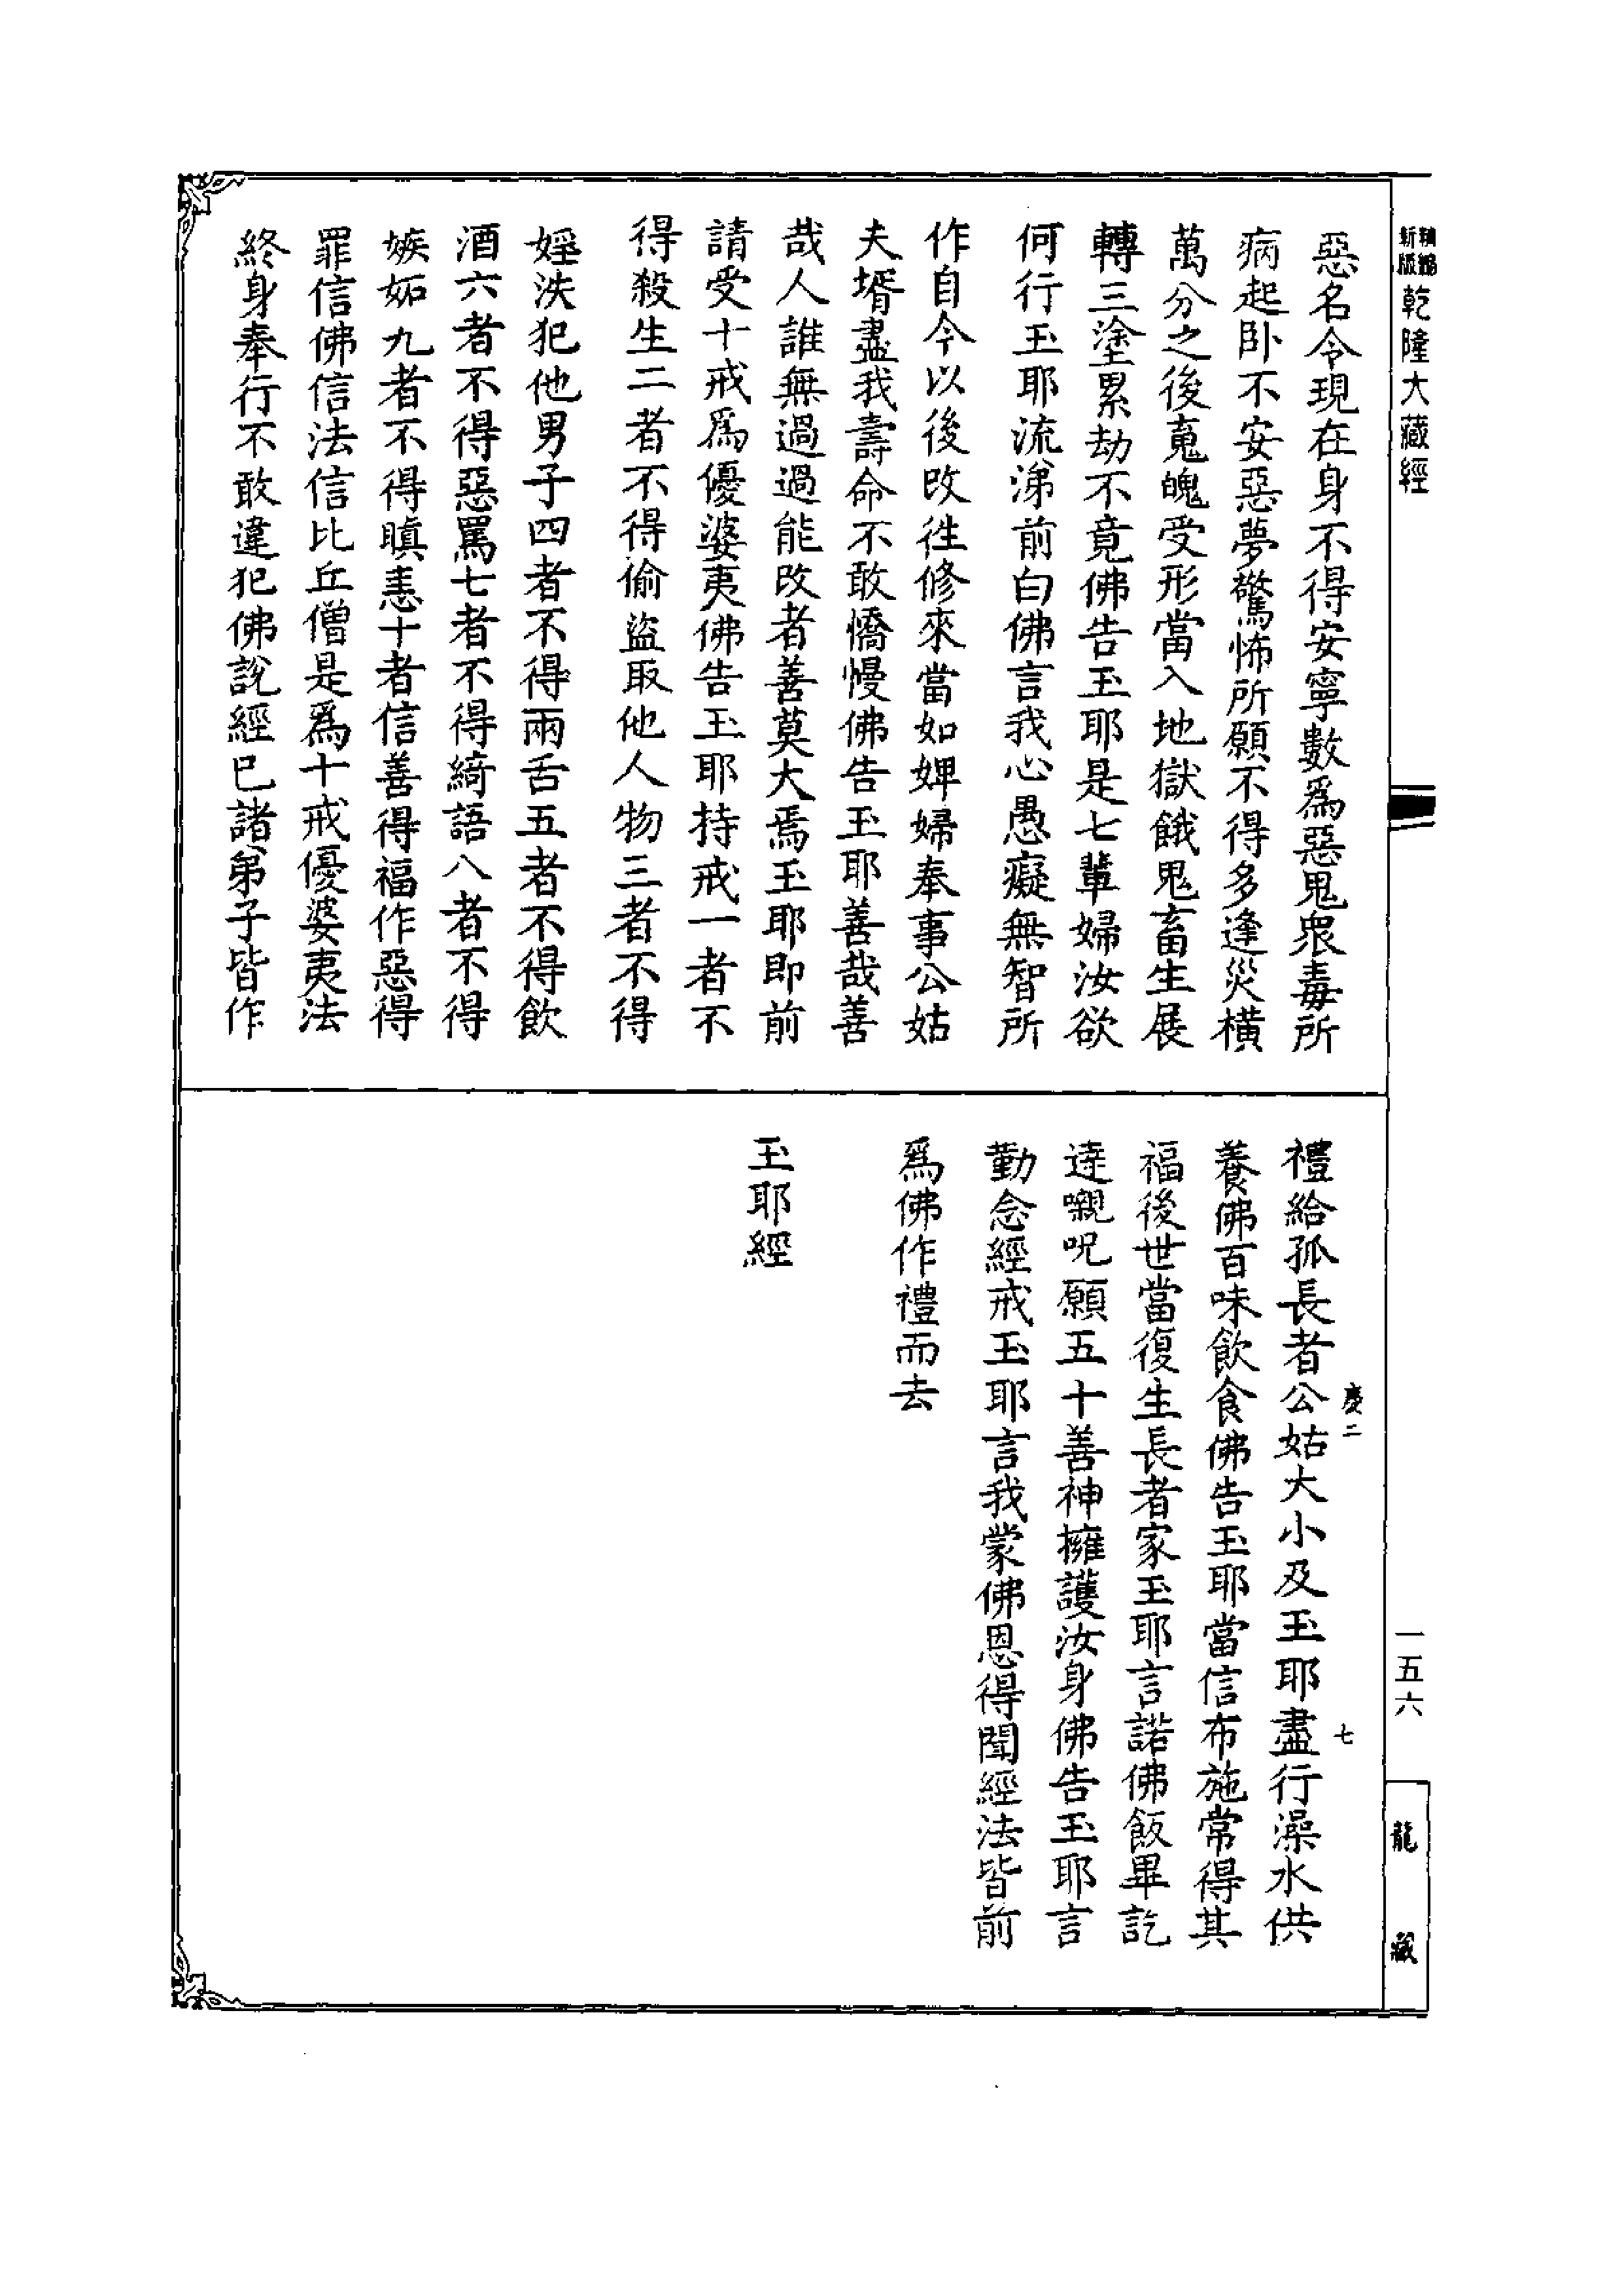 新版
精縮
乾隆大藏經
惡名令現在身不得安寧數爲惡鬼衆毒所
病起卧不安惡夢驚怖所願不得多逢災橫
萬分之後䰟魄受形當入地獄餓鬼畜生展
轉三塗累劫不竟佛告玉耶是七輩婦汝欲
何行玉耶流涕前白佛言我心愚癡無智所
作自今以後改徃修來當如婢婦奉事公姑
夫壻盡我壽命不敢憍慢佛告玉耶善哉善
哉人誰無過過能改者善莫大焉玉耶即前
請受十戒爲優婆夷佛告玉耶持戒一者不
得殺生二者不得偷盜取他人物三者不得
婬泆犯他男子四者不得兩舌五者不得飲
酒六者不得惡罵七者不得綺語八者不得
嫉妬九者不得瞋恚十者信善得福作惡得
罪信佛信法信比丘僧是爲十戒優婆夷法
終身奉行不敢違犯佛說經已諸弟子皆作
慶二
七
禮給孤長者公姑大小及玉耶盡行澡水供
養佛百味飲食佛告玉耶當信布施常得其
福後世當復生長者家玉耶言諾佛飯畢訖
達嚫呪願五十善神擁護汝身佛告玉耶言
勤念經戒玉耶言我蒙佛恩得聞經法皆前
爲佛作禮而去
玉耶經
一五六
龍藏